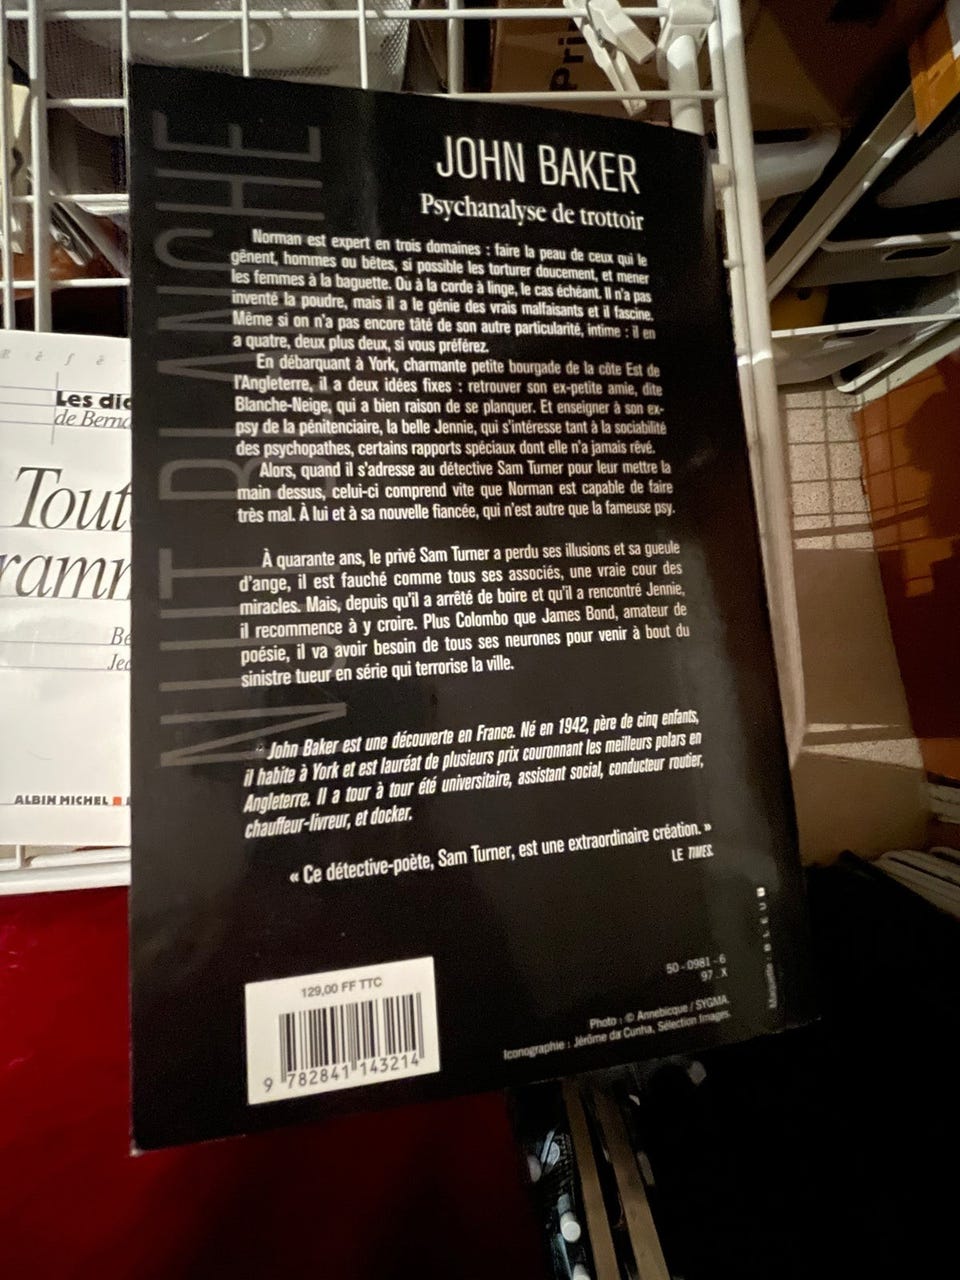 Pri
NUIT BLANCHE
JOHN BAKER
Psychanalyse de trottoir
Norman est expert en trois domaines : faire la peau de ceux qui le
gênent, hommes ou bêtes, si possible les torturer doucement, et mener
les femmes à la baguette. Ou à la corde à linge, le cas échéant. Il n'a pas
inventé la poudre, mais il a le génie des vrais malfaisants et il fascine.
Même si on n'a pas encore tâté de son autre particularité, intime : il en
a quatre, deux plus deux, si vous préférez.
En débarquant à York, charmante petite bourgade de la côte Est de
l'Angleterre, il a deux idées fixes : retrouver son ex-petite amie, dite
Blanche-Neige, qui a bien raison de se planquer. Et enseigner à son ex-
psy de la pénitenciaire, la belle Jennie, qui s'intéresse tant à la sociabilité
des psychopathes, certains rapports spéciaux dont elle n'a jamais rêvé.
Alors, quand il s'adresse au détective Sam Turner pour leur mettre la
main dessus, celui-ci comprend vite que Norman est capable de faire
très mal. À lui et à sa nouvelle fiancée, qui n'est autre que la fameuse psy.
À quarante ans, le privé Sam Turner a perdu ses illusions et sa gueule
d'ange, il est fauché comme tous ses associés, une vraie cour des
miracles. Mais, depuis qu'il a arrêté de boire et qu'il a rencontré Jennie,
il recommence à y croire. Plus Colombo que James Bond, amateur de
poésie, il va avoir besoin de tous ses neurones pour venir à bout du
sinistre tueur en série qui terrorise la ville.
John Baker est une découverte en France. Né en 1942, père de cinq enfants,
il habite à York et est lauréat de plusieurs prix couronnant les meilleurs polars en
Angleterre. Il a tour à tour été universitaire, assistant social, conducteur routier,
chauffeur-livreur, et docker.
« Ce détective-poète, Sam Turner, est une extraordinaire création. »
LE TIMES.
129,00 FF TTC
9 782841 143214
50-0981-6
97-X
Photo : © Annebicque / SYGMA.
Iconographie : Jérôme da Cunha, Sélection Images.
Maquette : BLEU
Réfé
Les dic
de Berna
Tout
ramm
Be
Jea
ALBIN MICHEL